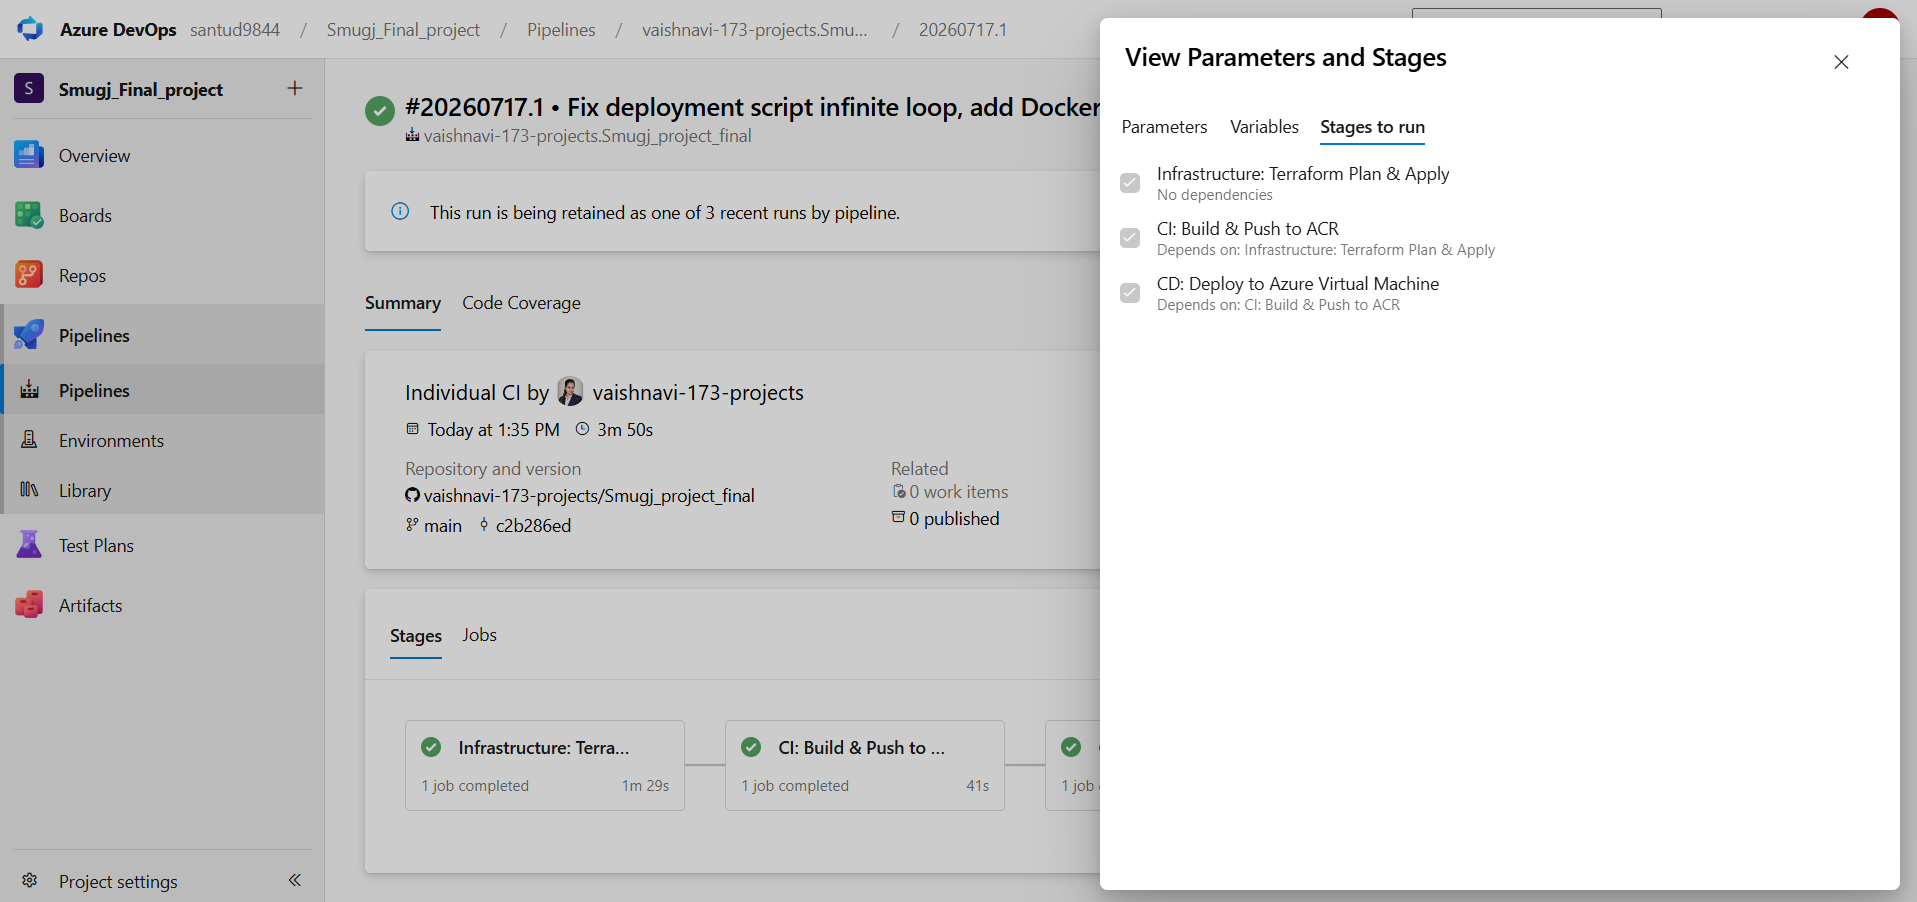 Azure DevOps santud9844 / Smugj_Final_project / Pipelines / vaishnavi-173-projects.Smu... / 20260717.1
S Smugj_Final_project +
Overview
Boards
Repos
Pipelines
Pipelines
Environments
Library
Test Plans
Artifacts
Project settings
#20260717.1 • Fix deployment script infinite loop, add Docker
vaishnavi-173-projects.Smugj_project_final
This run is being retained as one of 3 recent runs by pipeline.
Summary Code Coverage
Individual CI by vaishnavi-173-projects
Today at 1:35 PM 3m 50s
Repository and version
vaishnavi-173-projects/Smugj_project_final
main c2b286ed
Related
0 work items
0 published
Stages Jobs
Infrastructure: Terra...
1 job completed 1m 29s
CI: Build & Push to ...
1 job completed 41s
1 job
View Parameters and Stages
Parameters Variables Stages to run
Infrastructure: Terraform Plan & Apply
No dependencies
CI: Build & Push to ACR
Depends on: Infrastructure: Terraform Plan & Apply
CD: Deploy to Azure Virtual Machine
Depends on: CI: Build & Push to ACR